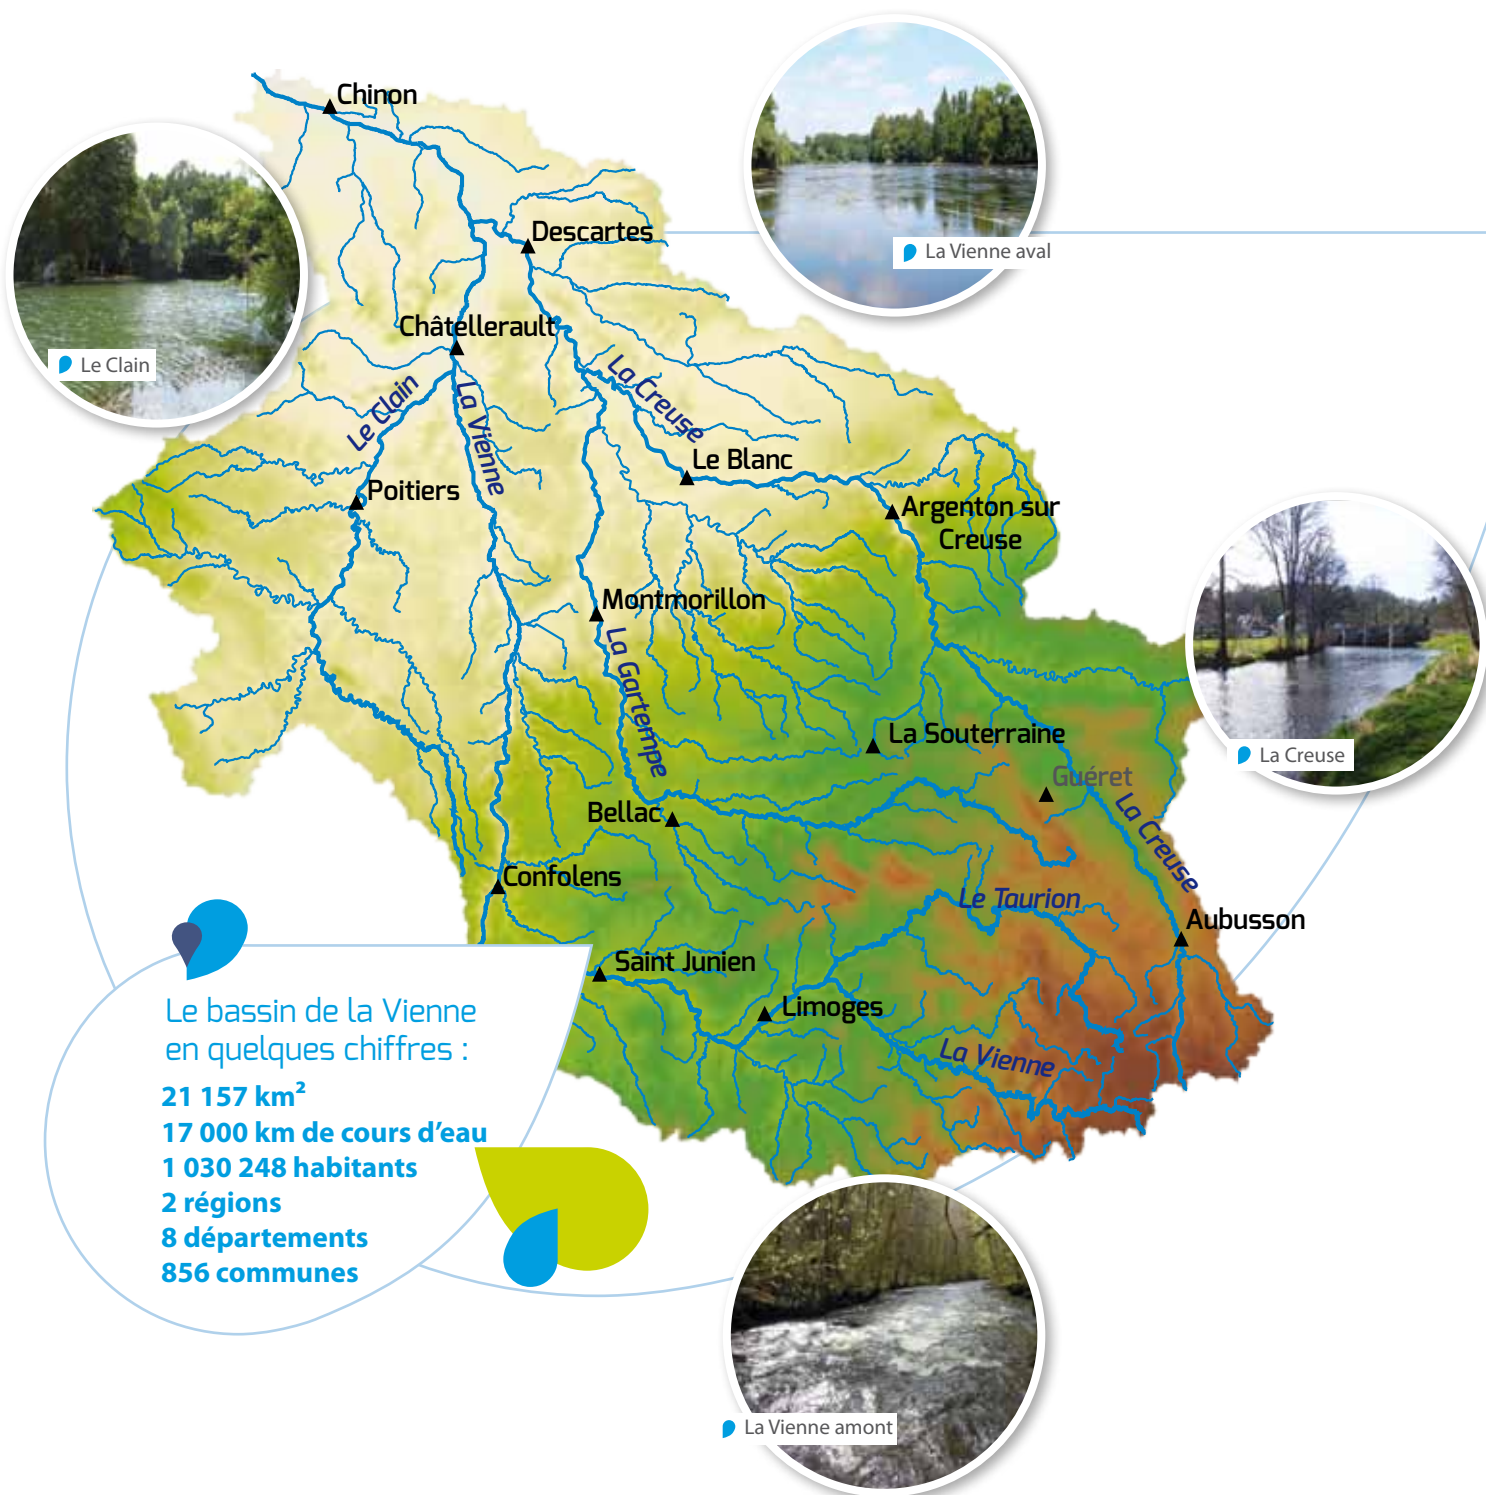 Chinon
Descartes
La Vienne aval
Châtellerault
Le Clain
Le Clain
La Vienne
La Creuse
Le Blanc
Poitiers
Argenton sur
Creuse
Montmorillon
La Gartempe
La Souterraine
La Creuse
Guéret
La Creuse
Bellac
Confolens
Le Taurion
Aubusson
Saint Junien
Limoges
La Vienne
Le bassin de la Vienne
en quelques chiffres :
21 157 km²
17 000 km de cours d'eau
1 030 248 habitants
2 régions
8 départements
856 communes
La Vienne amont